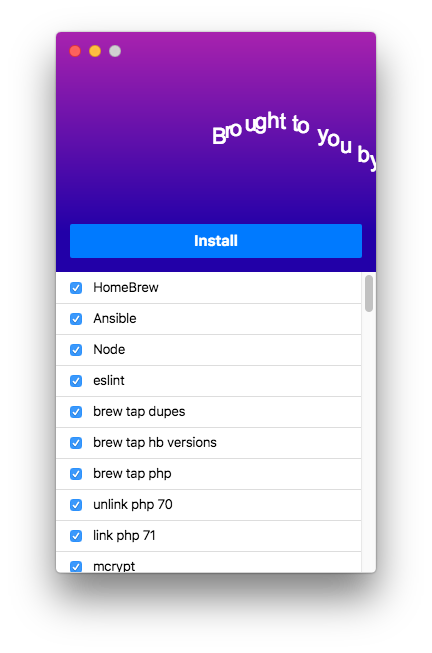 Brought to you by
Install
HomeBrew
Ansible
Node
eslint
brew tap dupes
brew tap hb versions
brew tap php
unlink php 70
link php 71
mcrypt